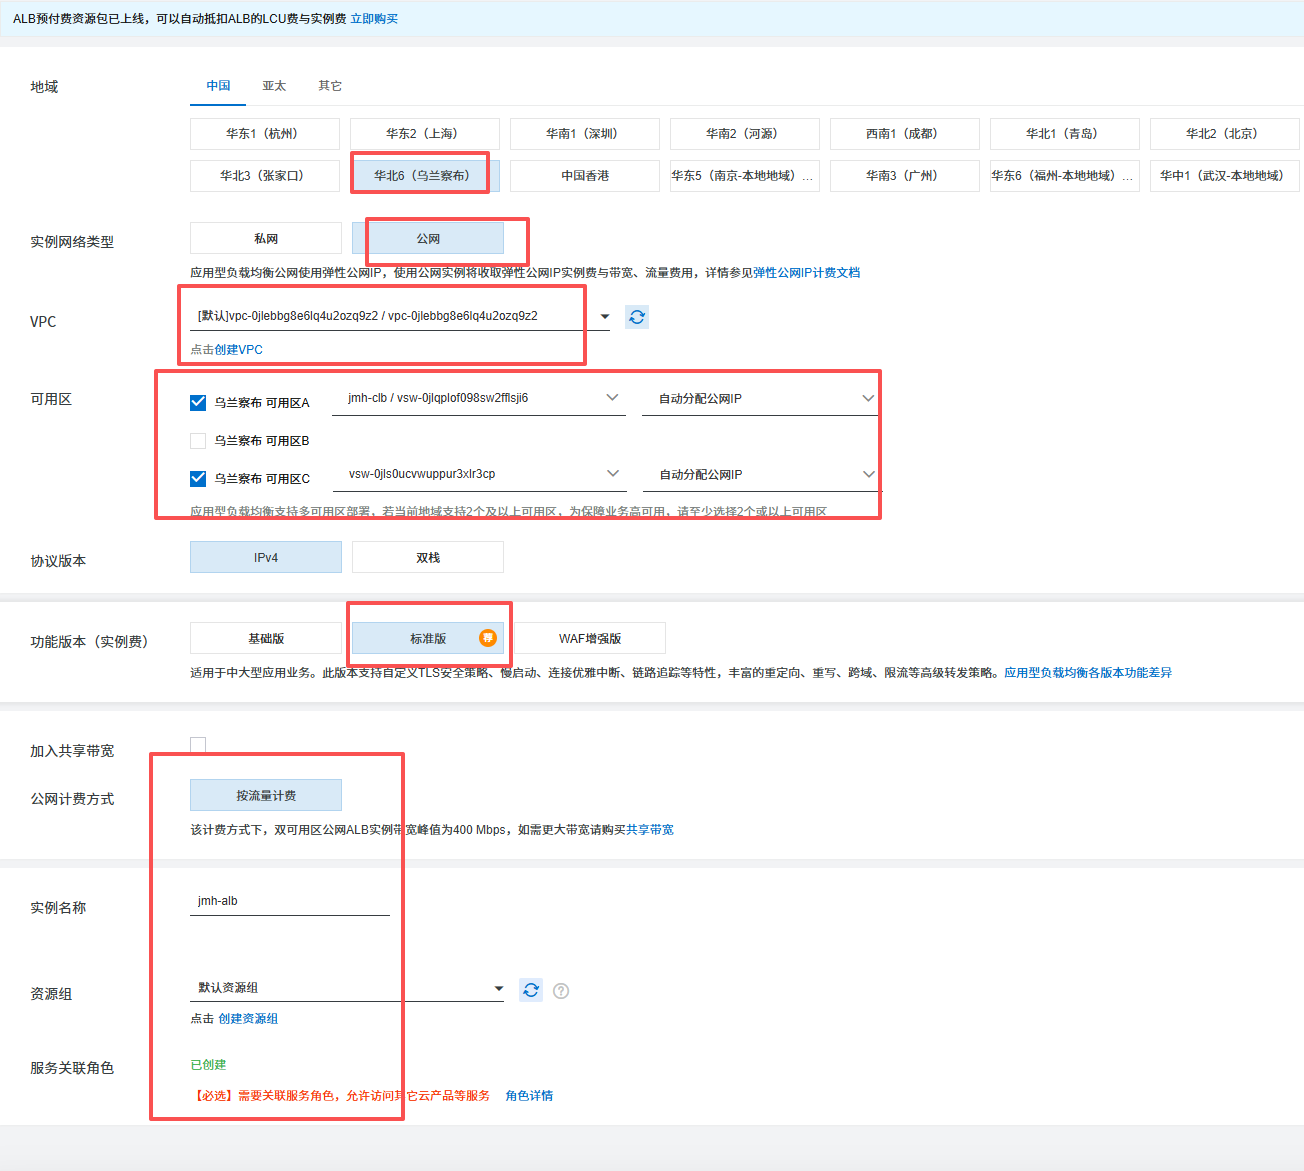 ALB预付费资源包已上线，可以自动抵扣ALB的LCU费与实例费 立即购买
地域
中国 亚太 其它
华东1（杭州） 华东2（上海） 华南1（深圳） 华南2（河源） 西南1（成都） 华北1（青岛） 华北2（北京）
华北3（张家口） 华北6（乌兰察布） 中国香港 华东5（南京-本地地域）... 华南3（广州） 华东6（福州-本地地域）... 华中1（武汉-本地地域）
实例网络类型 私网 公网
应用型负载均衡公网使用弹性公网IP，使用公网实例将收取弹性公网IP实例费与带宽、流量费用，详情参见弹性公网IP计费文档
VPC [默认]vpc-0jlebbg8e6lq4u2ozq9z2 / vpc-0jlebbg8e6lq4u2ozq9z2
点击创建VPC
可用区 乌兰察布 可用区A jmh-clb / vsw-0jlqplof098sw2fflsji6 自动分配公网IP
乌兰察布 可用区B
乌兰察布 可用区C vsw-0jls0ucvwuppur3xlr3cp 自动分配公网IP
应用型负载均衡支持多可用区部署，若当前地域支持2个及以上可用区，为保障业务高可用，请至少选择2个或以上可用区
协议版本 IPv4 双栈
功能版本（实例费） 基础版 标准版 荐 WAF增强版
适用于中大型应用业务。此版本支持自定义TLS安全策略、慢启动、连接优雅中断、链路追踪等特性，丰富的重定向、重写、跨域、限流等高级转发策略。应用型负载均衡各版本功能差异
加入共享带宽
公网计费方式 按流量计费
该计费方式下，双可用区公网ALB实例带宽峰值为400 Mbps，如需更大带宽请购买共享带宽
实例名称 jmh-alb
资源组 默认资源组 ?
点击 创建资源组
服务关联角色 已创建
【必选】需要关联服务角色，允许访问其它云产品等服务 角色详情